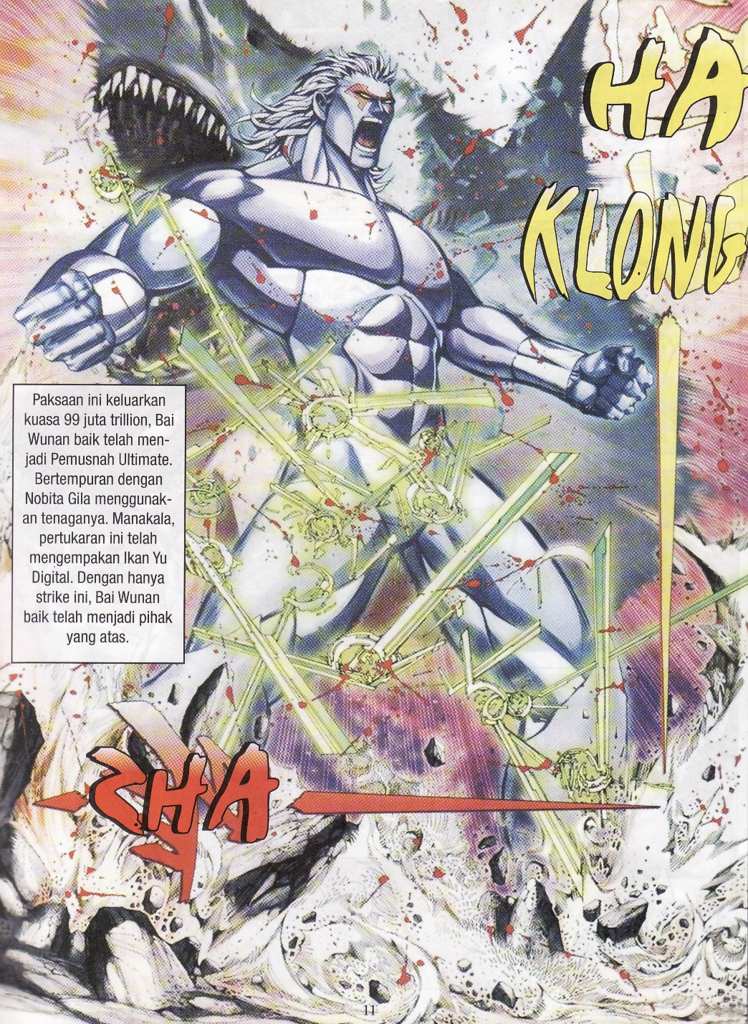 HA
KLONG
Paksaan ini keluarkan
kuasa 99 juta trillion, Bai
Wunan baik telah men-
jadi Pemusnah Ultimate.
Bertempuran dengan
Nobita Gila menggunak-
an tenaganya. Manakala,
pertukaran ini telah
mengempakan Ikan Yu
Digital. Dengan hanya
strike ini, Bai Wunan
baik telah menjadi pihak
yang atas.
CHA
11